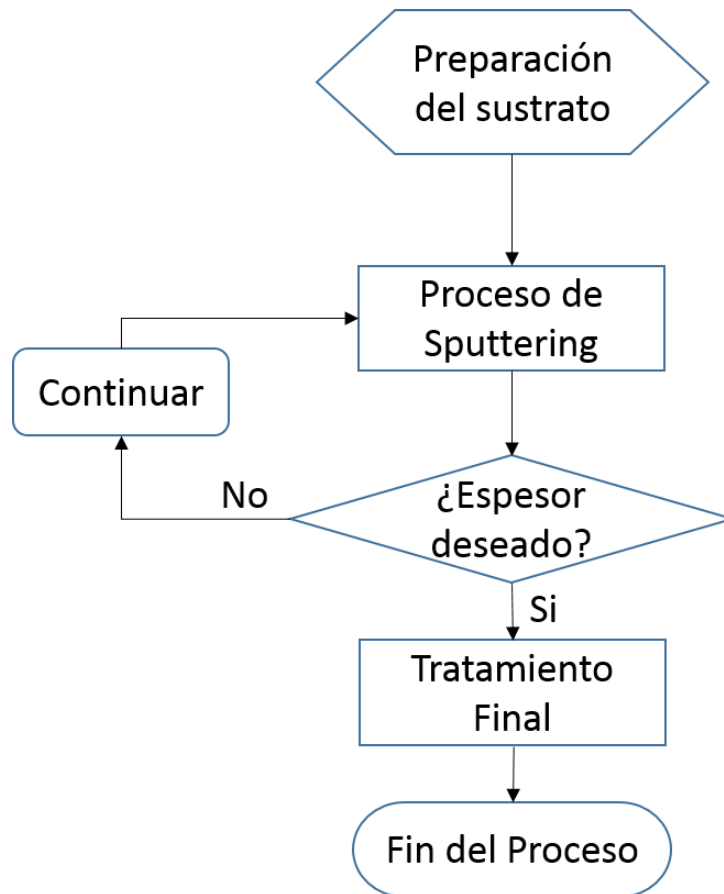 Preparación
del sustrato
Proceso de
Sputtering
Continuar
No
¿Espesor
deseado?
Si
Tratamiento
Final
Fin del Proceso